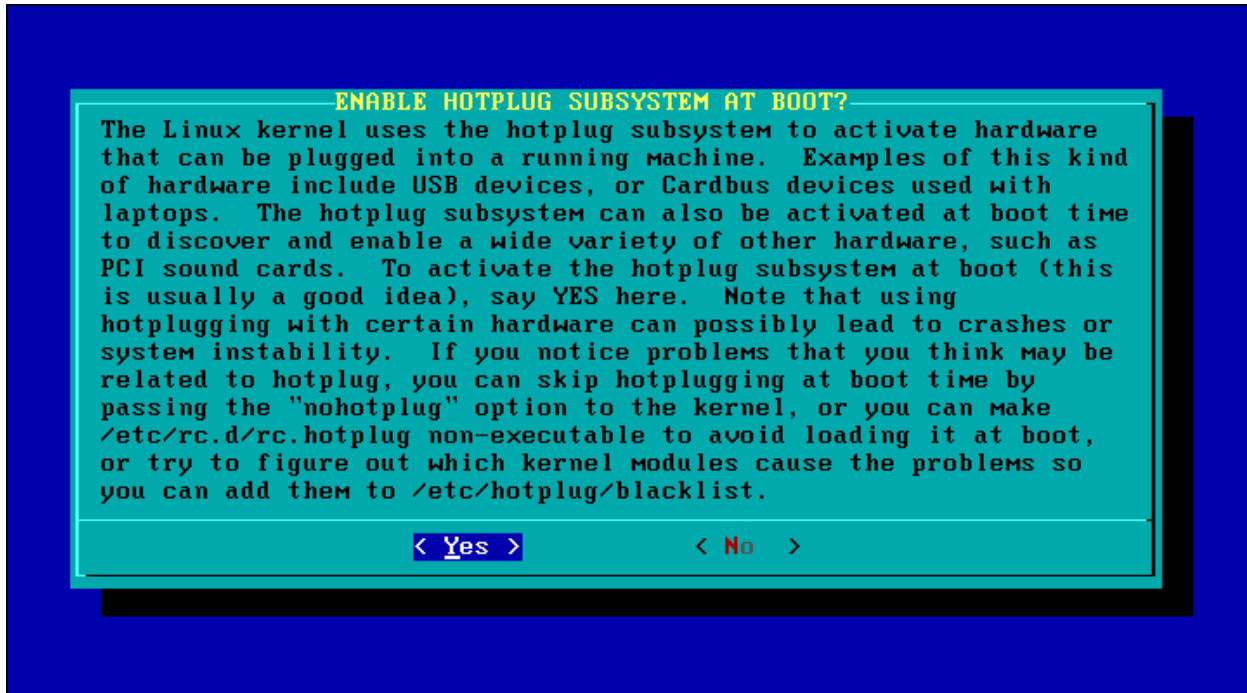 ENABLE HOTPLUG SUBSYSTEM AT BOOT?
The Linux kernel uses the hotplug subsystem to activate hardware
that can be plugged into a running machine.  Examples of this kind
of hardware include USB devices, or Cardbus devices used with
laptops.  The hotplug subsystem can also be activated at boot time
to discover and enable a wide variety of other hardware, such as
PCI sound cards.  To activate the hotplug subsystem at boot (this
is usually a good idea), say YES here.  Note that using
hotplugging with certain hardware can possibly lead to crashes or
system instability.  If you notice problems that you think may be
related to hotplug, you can skip hotplugging at boot time by
passing the "nohotplug" option to the kernel, or you can make
/etc/rc.d/rc.hotplug non-executable to avoid loading it at boot,
or try to figure out which kernel modules cause the problems so
you can add them to /etc/hotplug/blacklist.
< Yes > < No >